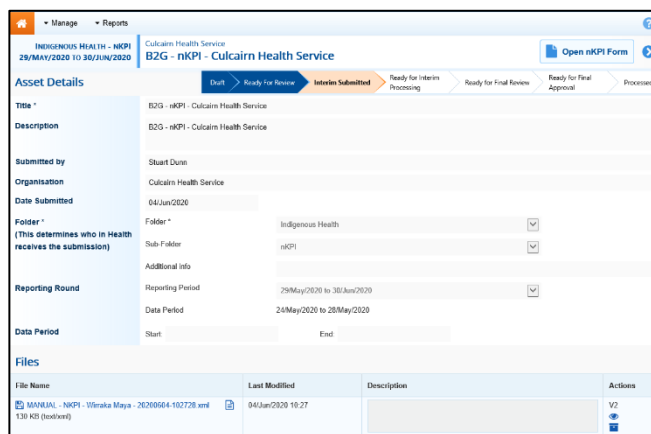 Manage Reports
INDIGENOUS HEALTH - NKPI
29/MAY/2020 TO 30/JUN/2020
Culcairn Health Service
B2G - nKPI - Culcairn Health Service
Open nKPI Form
Asset Details
Draft Ready For Review Interim Submitted Ready for Interim Processing Ready for Final Review Ready for Final Approval Processed
Title * B2G - nKPI - Culcairn Health Service
Description B2G - nKPI - Culcairn Health Service
Submitted by Stuart Dunn
Organisation Culcairn Health Service
Date Submitted 04/Jun/2020
Folder * Folder * Indigenous Health
(This determines who in Health
receives the submission) Sub-Folder nKPI
Additional info
Reporting Round Reporting Period 29/May/2020 to 30/Jun/2020
Data Period 24/May/2020 to 28/May/2020
Data Period Start End
Files
File Name Last Modified Description Actions
MANUAL - NKPI - Wirraka Maya - 20200604-102728.xml 04/Jun/2020 10:27 V2
130 KB (text/xml)